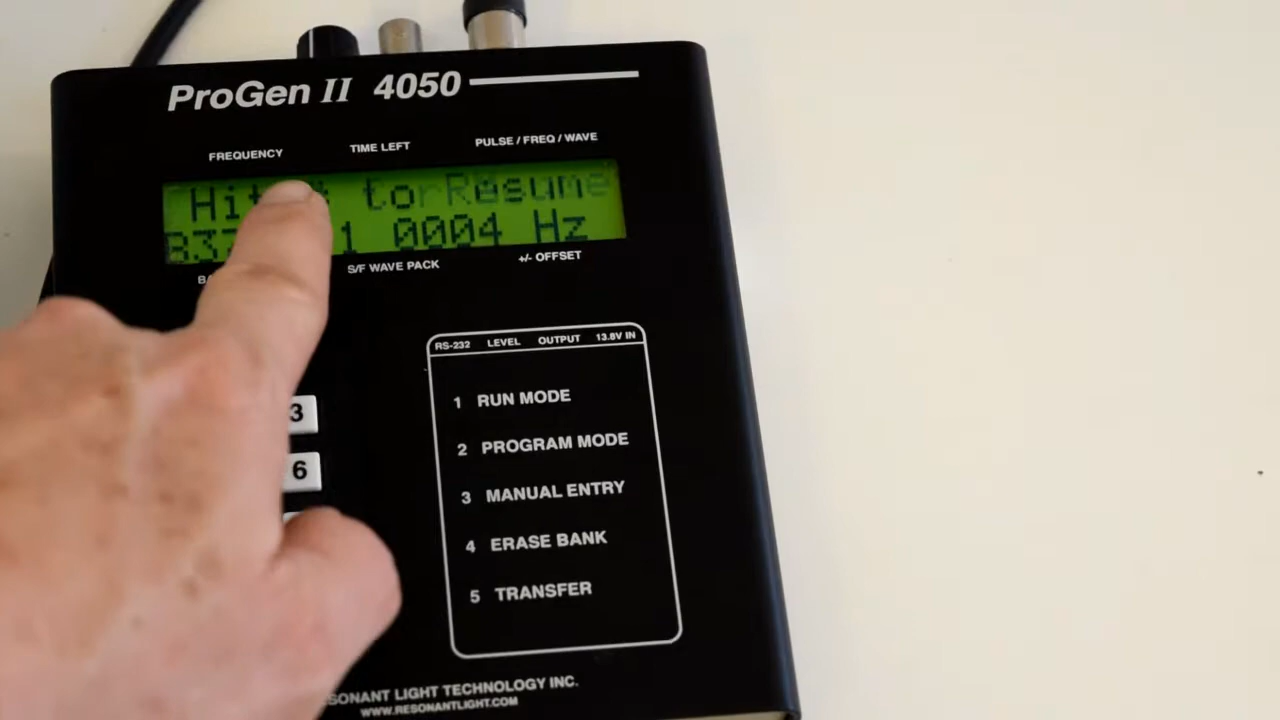 ProGen II 4050
FREQUENCY TIME LEFT PULSE / FREQ / WAVE
Hit to Resume
1 0004 Hz
S/F WAVE PACK +/- OFFSET
RS-232 LEVEL OUTPUT 13.8V IN
1 RUN MODE
2 PROGRAM MODE
3 MANUAL ENTRY
4 ERASE BANK
5 TRANSFER
3
6
LIGHT TECHNOLOGY INC.
WWW.RESONANTLIGHT.COM